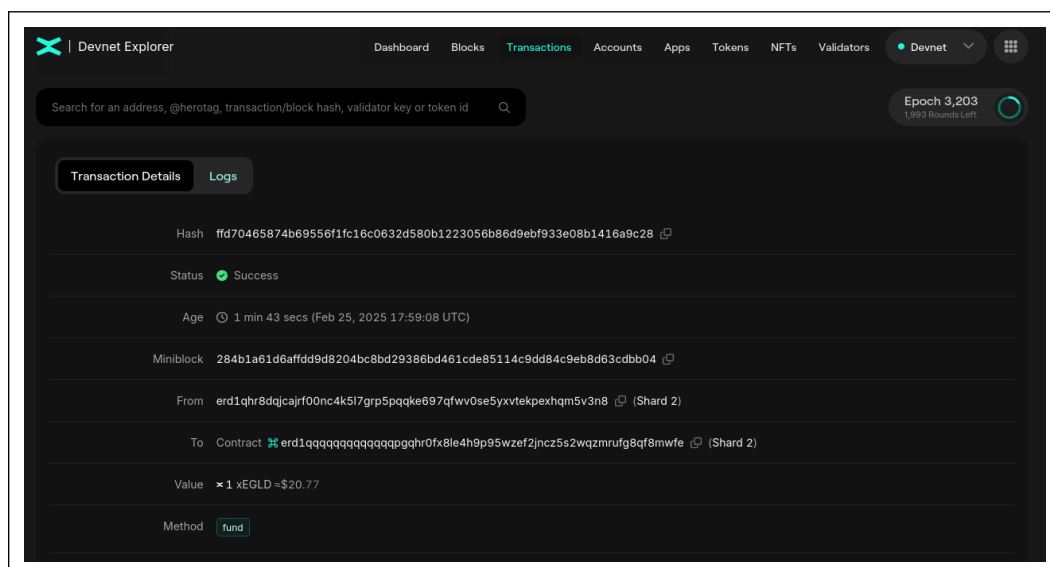 | Devnet Explorer Dashboard Blocks Transactions Accounts Apps Tokens NFTs Validators Devnet
Search for an address, @herotag, transaction/block hash, validator key or token id
Epoch 3,203
1,993 Rounds Left
Transaction Details Logs
Hash ffd70465874b69556f1fc16c0632d580b1223056b86d9ebf933e08b1416a9c28
Status Success
Age 1 min 43 secs (Feb 25, 2025 17:59:08 UTC)
Miniblock 284b1a61d6affdd9d8204bc8bd29386bd461cde85114c9dd84c9eb8d63cdbb04
From erd1qhr8dqjcajrf00nc4k5l7grp5pqqke697qfwv0se5yxvtekpexhqm5v3n8 (Shard 2)
To Contract erd1qqqqqqqqqqqqqpgqhr0fx8le4h9p95wzef2jncz5s2wqzmrufg8qf8mwfe (Shard 2)
Value 1 xEGLD ≈$20.77
Method fund